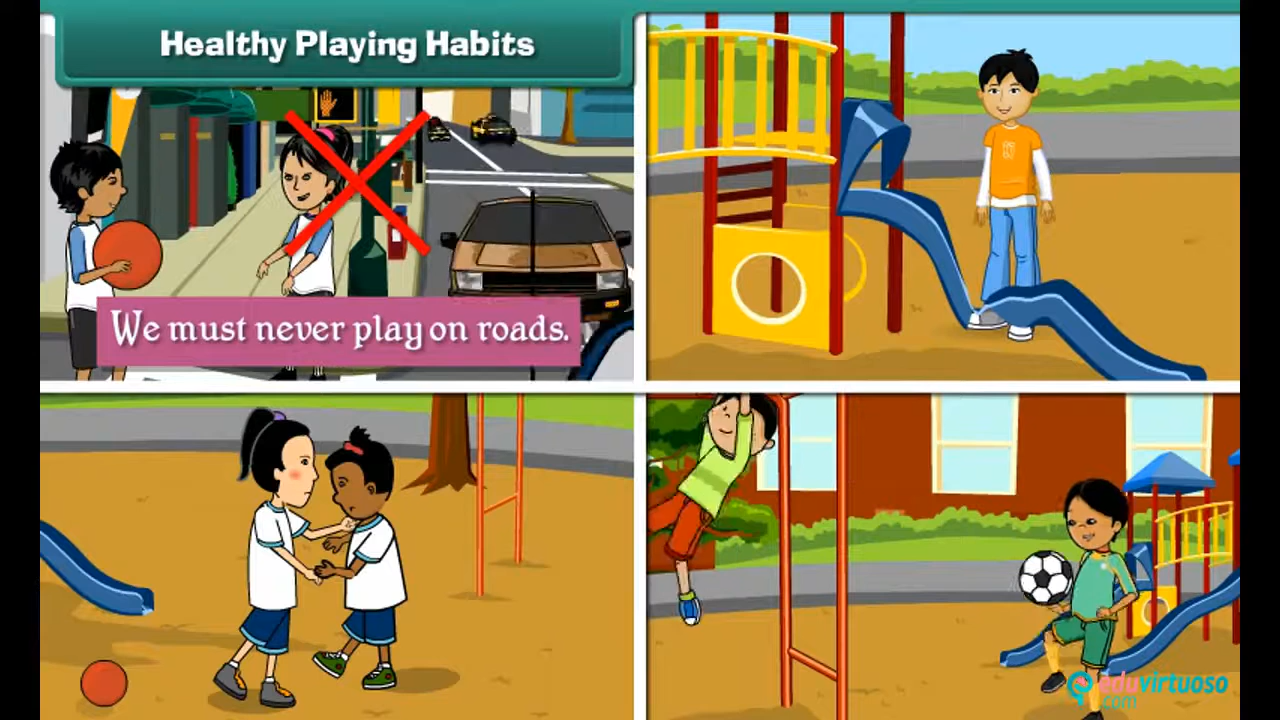 Healthy Playing Habits
We must never play on roads.
eduvirtuoso
.com